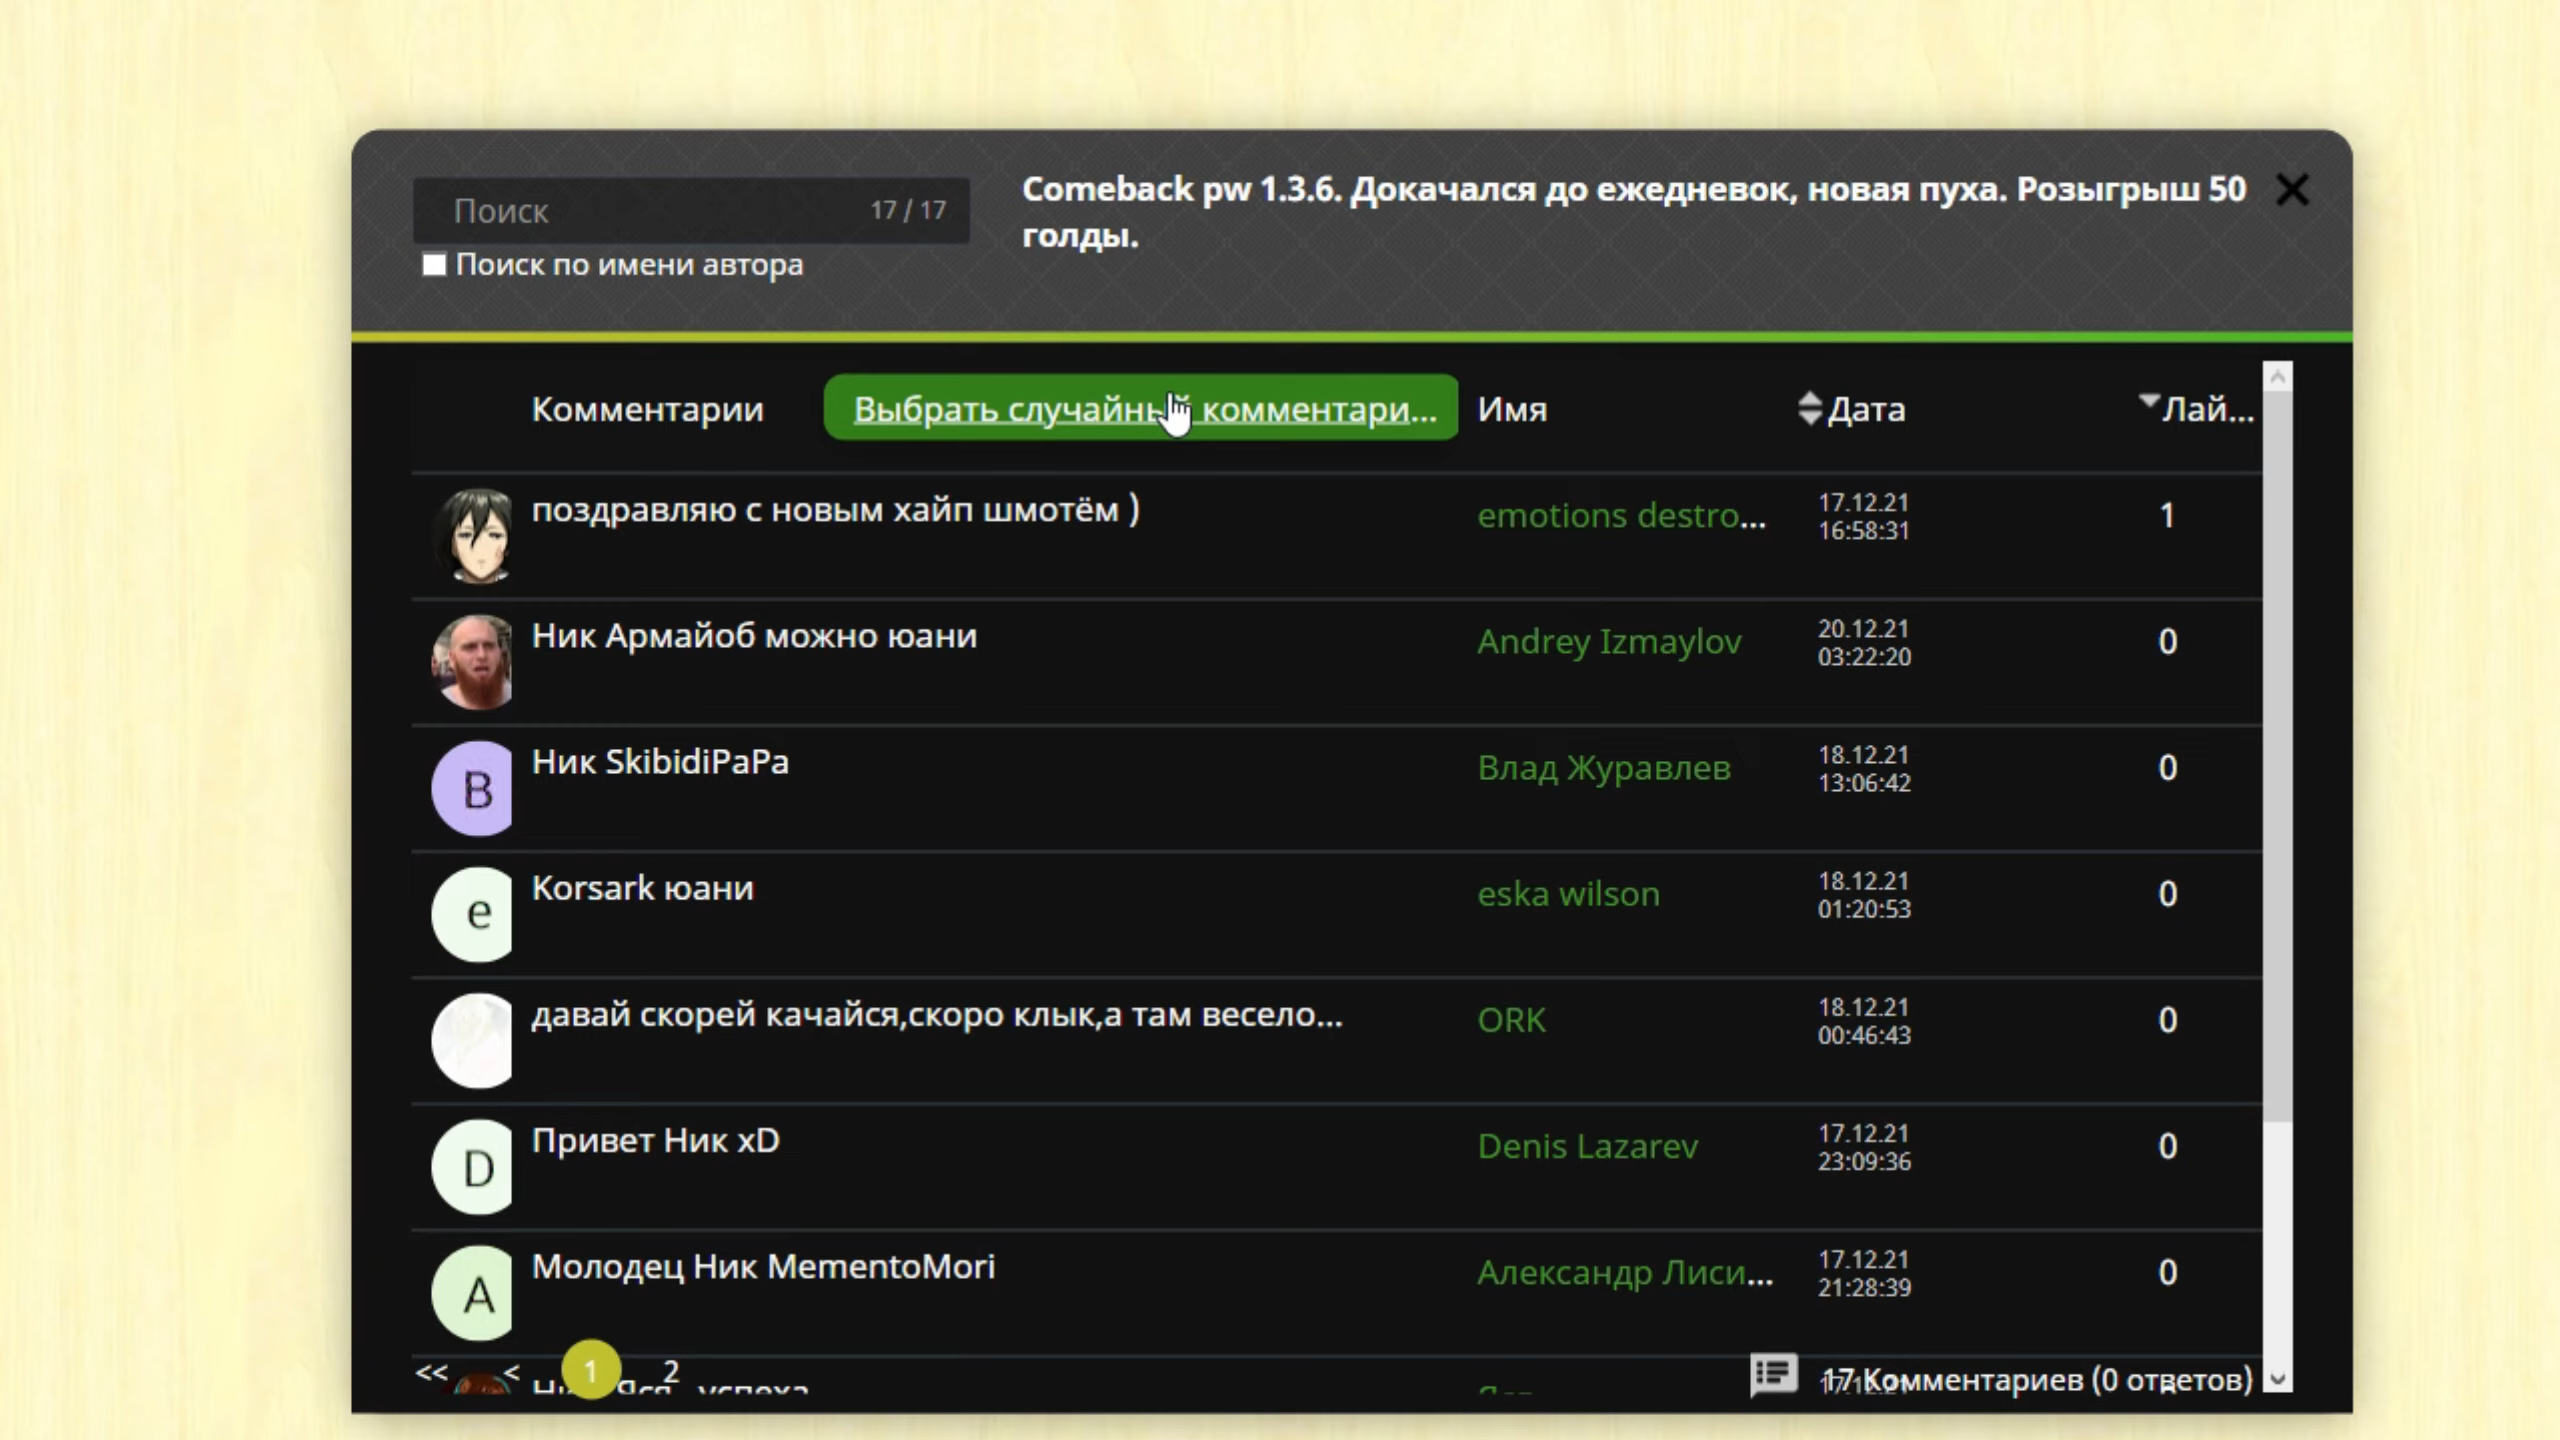 Поиск 17 / 17
Comeback pw 1.3.6. Докачался до ежедневок, новая пуха. Розыгрыш 50
голды.
Поиск по имени автора
Комментарии Выбрать случайный комментари... Имя Дата Лай...
поздравляю с новым хайп шмотём ) emotions destro... 17.12.21 1
16:58:31
Ник Армайоб можно юани Andrey Izmaylov 20.12.21 0
03:22:20
В Ник SkibidiPaPa Влад Журавлев 18.12.21 0
13:06:42
e Korsark юани eska wilson 18.12.21 0
01:20:53
давай скорей качайся,скоро клык,а там весело... ORK 18.12.21 0
00:46:43
D Привет Ник xD Denis Lazarev 17.12.21 0
23:09:36
А Молодец Ник MementoMori Александр Лиси... 17.12.21 0
21:28:39
<< < 1 2
17 Комментариев (0 ответов)